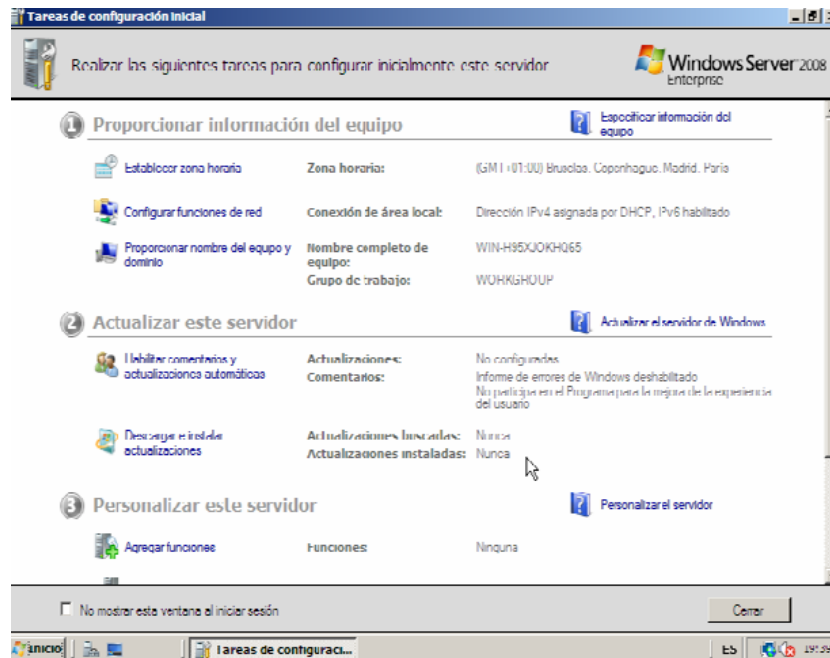 Tareas de configuración inicial
Realizar las siguientes tareas para configurar inicialmente este servidor
Windows Server 2008
Enterprise
1 Proporcionar información del equipo
Especificar información del equipo
Establecer zona horaria
Zona horaria:
(GMT+01:00) Bruselas, Copenhague, Madrid, París
Configurar funciones de red
Conexión de área local:
Dirección IPv4 asignada por DHCP, IPv6 habilitado
Proporcionar nombre del equipo y dominio
Nombre completo de equipo:
WIN-H95XJOKHQ65
Grupo de trabajo:
WORKGROUP
2 Actualizar este servidor
Actualizar el servidor de Windows
Habilitar comentarios y actualizaciones automáticas
Actualizaciones:
No configuradas
Comentarios:
Informe de errores de Windows deshabilitado
No participa en el Programa para la mejora de la experiencia del usuario
Descargar e instalar actualizaciones
Actualizaciones buscadas:
Nunca
Actualizaciones instaladas:
Nunca
3 Personalizar este servidor
Personalizar el servidor
Agregar funciones
Funciones:
Ninguna
No mostrar esta ventana al iniciar sesión
Cerrar
Inicio
Tareas de configuraci...
ES